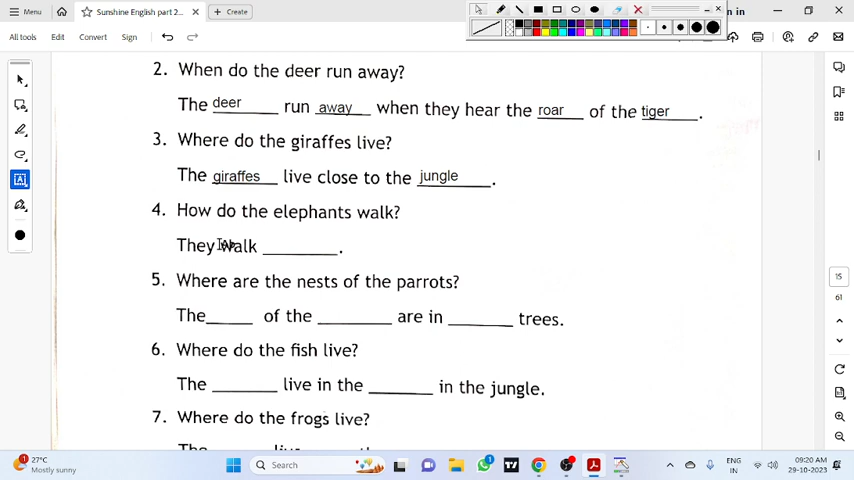 Menu
Sunshine English part 2...
Create
in in
All tools Edit Convert Sign
2. When do the deer run away?
The deer run away when they hear the roar of the tiger.
3. Where do the giraffes live?
The giraffes live close to the jungle.
4. How do the elephants walk?
They walk ________.
5. Where are the nests of the parrots?
The_____ of the ________ are in _______ trees.
6. Where do the fish live?
The _______ live in the _______ in the jungle.
7. Where do the frogs live?
15
61
1
27°C
Mostly sunny
Search
1
ENG
IN
09:20 AM
29-10-2023